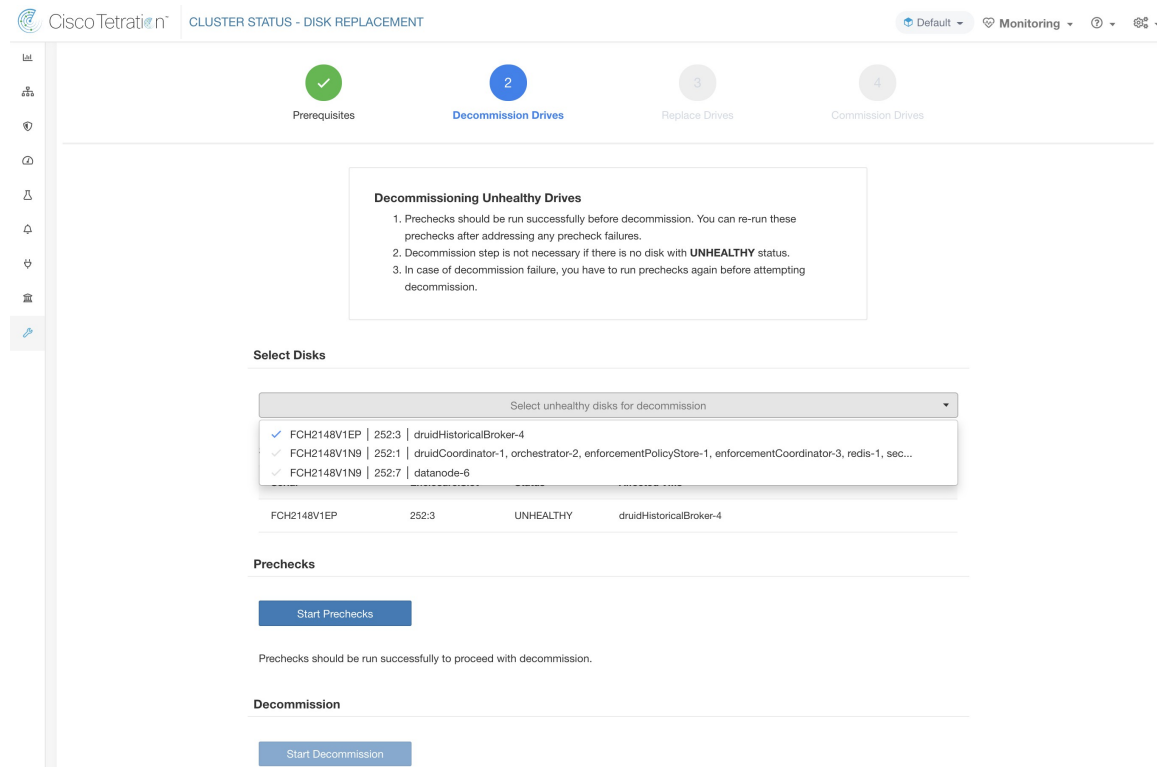 Cisco Tetration™
CLUSTER STATUS - DISK REPLACEMENT
Default
Monitoring
2
3
4
Prerequisites
Decommission Drives
Replace Drives
Commission Drives
Decommissioning Unhealthy Drives
1. Prechecks should be run successfully before decommission. You can re-run these
prechecks after addressing any precheck failures.
2. Decommission step is not necessary if there is no disk with UNHEALTHY status.
3. In case of decommission failure, you have to run prechecks again before attempting
decommission.
Select Disks
Select unhealthy disks for decommission
FCH2148V1EP | 252:3 | druidHistoricalBroker-4
FCH2148V1N9 | 252:1 | druidCoordinator-1, orchestrator-2, enforcementPolicyStore-1, enforcementCoordinator-3, redis-1, sec...
FCH2148V1N9 | 252:7 | datanode-6
FCH2148V1EP 252:3 UNHEALTHY druidHistoricalBroker-4
Prechecks
Start Prechecks
Prechecks should be run successfully to proceed with decommission.
Decommission
Start Decommission